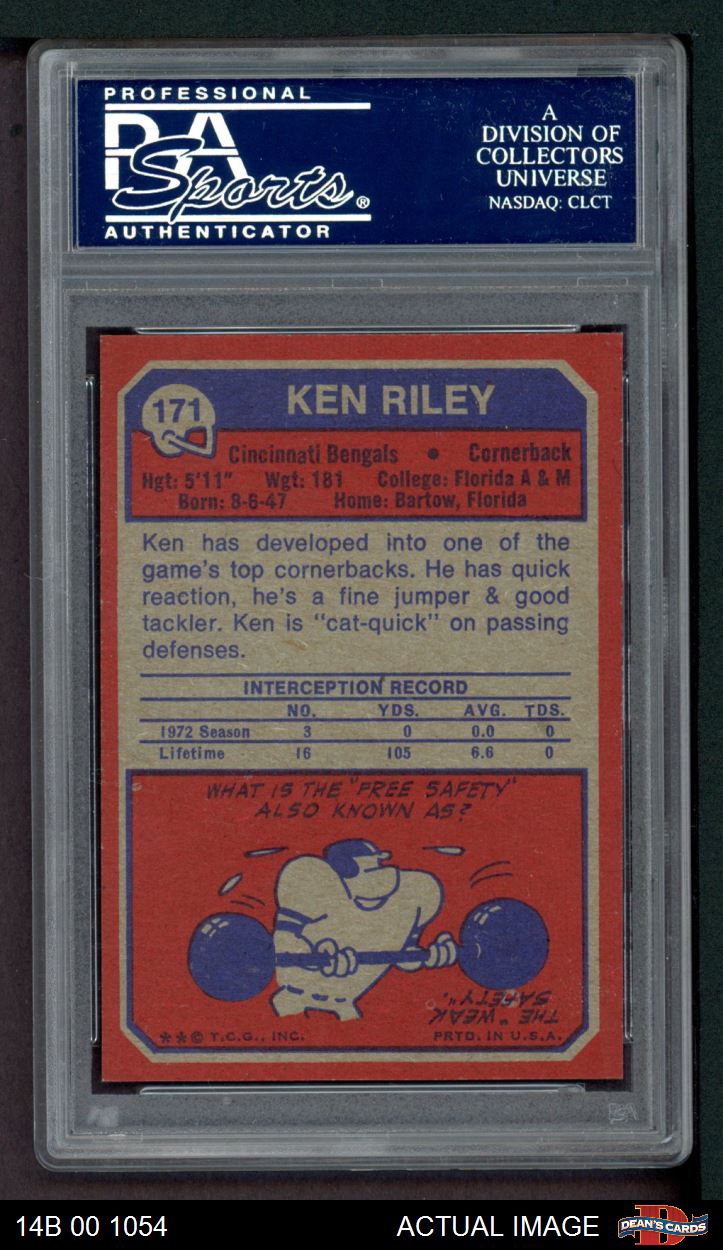 PROFESSIONAL
PSA
Sports®
AUTHENTICATOR
A
DIVISION OF
COLLECTORS
UNIVERSE
NASDAQ: CLCT
171
KEN RILEY
Cincinnati Bengals • Cornerback
Hgt: 5'11" Wgt: 181 College: Florida A & M
Born: 8-6-47 Home: Bartow, Florida
Ken has developed into one of the
game's top cornerbacks. He has quick
reaction, he's a fine jumper & good
tackler. Ken is "cat-quick" on passing
defenses.
INTERCEPTION RECORD
NO. YDS. AVG. TDS.
1972 Season 3 0 0.0 0
Lifetime 16 105 6.6 0
WHAT IS THE "FREE SAFETY"
ALSO KNOWN AS?
THE "WEAK
SAFETY".
**© T.C.G., INC. PRTD. IN U.S.A.
PSA
14B 00 1054
ACTUAL IMAGE
D
DEAN'S CARDS